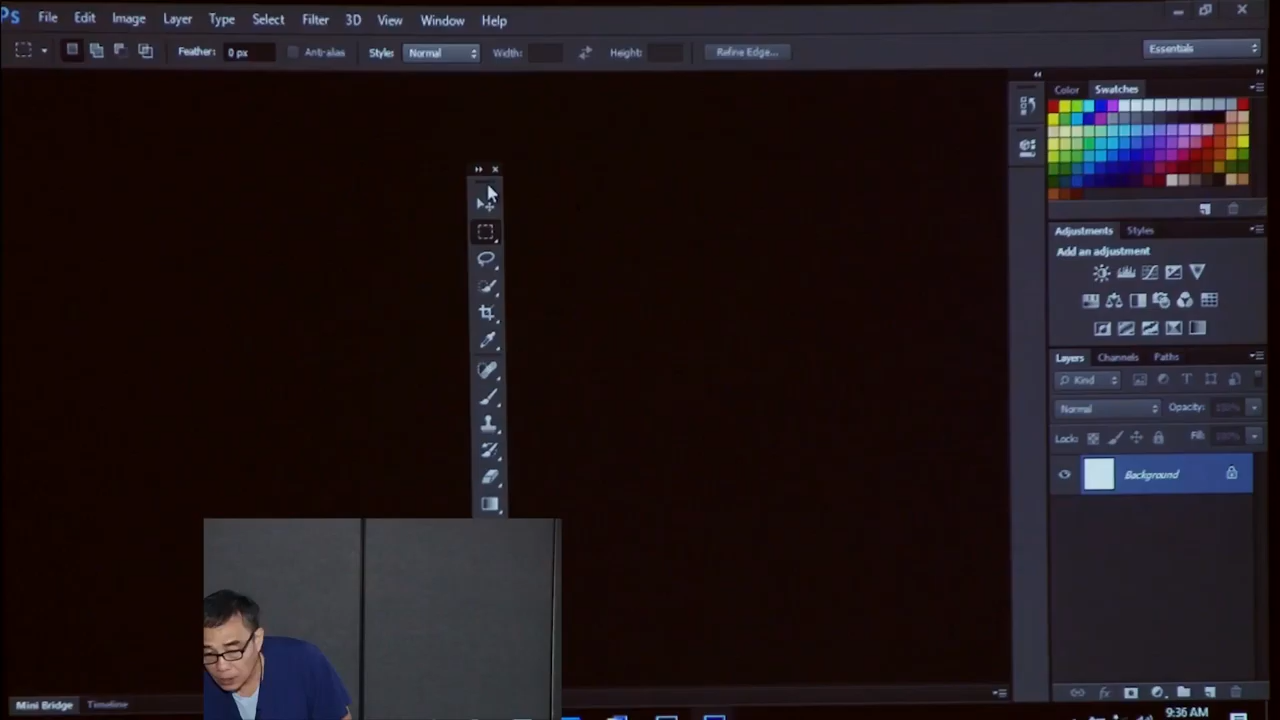 Ps File Edit Image Layer Type Select Filter 3D View Window Help
Feather: 0 px Anti-alias Style: Normal Width: Height: Refine Edge... Essentials
Color Swatches
Adjustments Styles
Add an adjustment
Layers Channels Paths
Kind
Normal Opacity: 100%
Lock: Fill: 100%
Background
Mini Bridge Timeline
9:36 AM